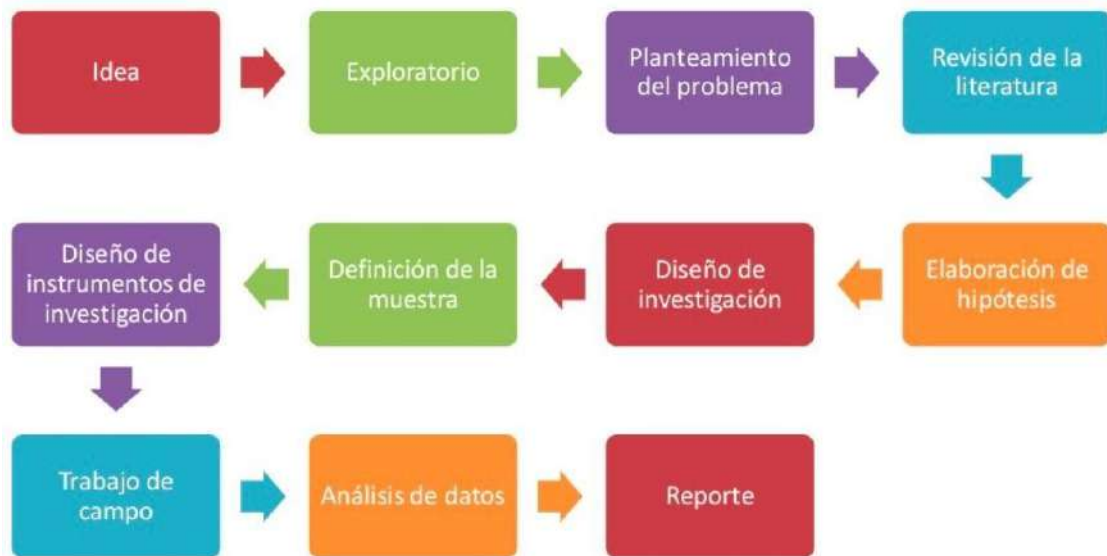 Idea
Exploratorio
Planteamiento
del problema
Revisión de la
literatura
Elaboración de
hipótesis
Diseño de
investigación
Definición de la
muestra
Diseño de
instrumentos de
investigación
Trabajo de
campo
Análisis de datos
Reporte